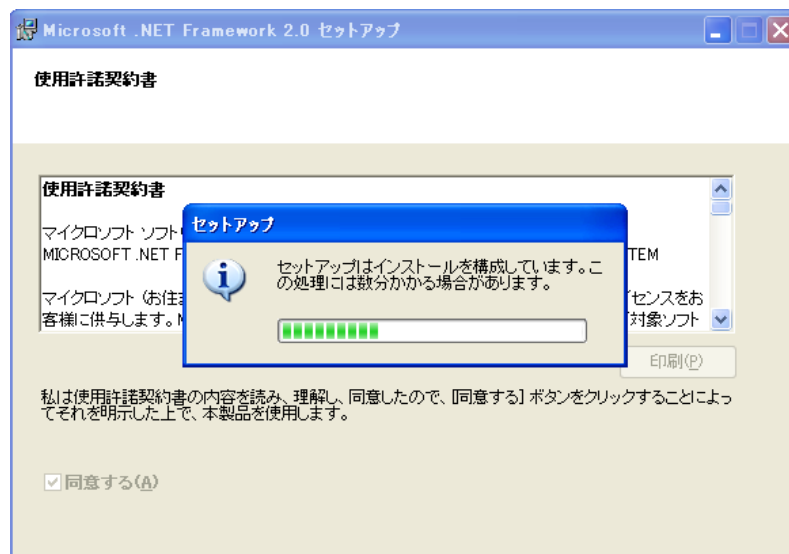 Microsoft .NET Framework 2.0 セットアップ
使用許諾契約書
使用許諾契約書
マイクロソフト ソフト
MICROSOFT .NET F
TEM
マイクロソフト (お住ま
センスをお
客様に供与します。
対象ソフト
セットアップ
セットアップはインストールを構成しています。こ
の処理には数分かかる場合があります。
印刷(P)
私は使用許諾契約書の内容を読み、理解し、同意したので、[同意する] ボタンをクリックすることによっ
てそれを明示した上で、本製品を使用します。
同意する(A)